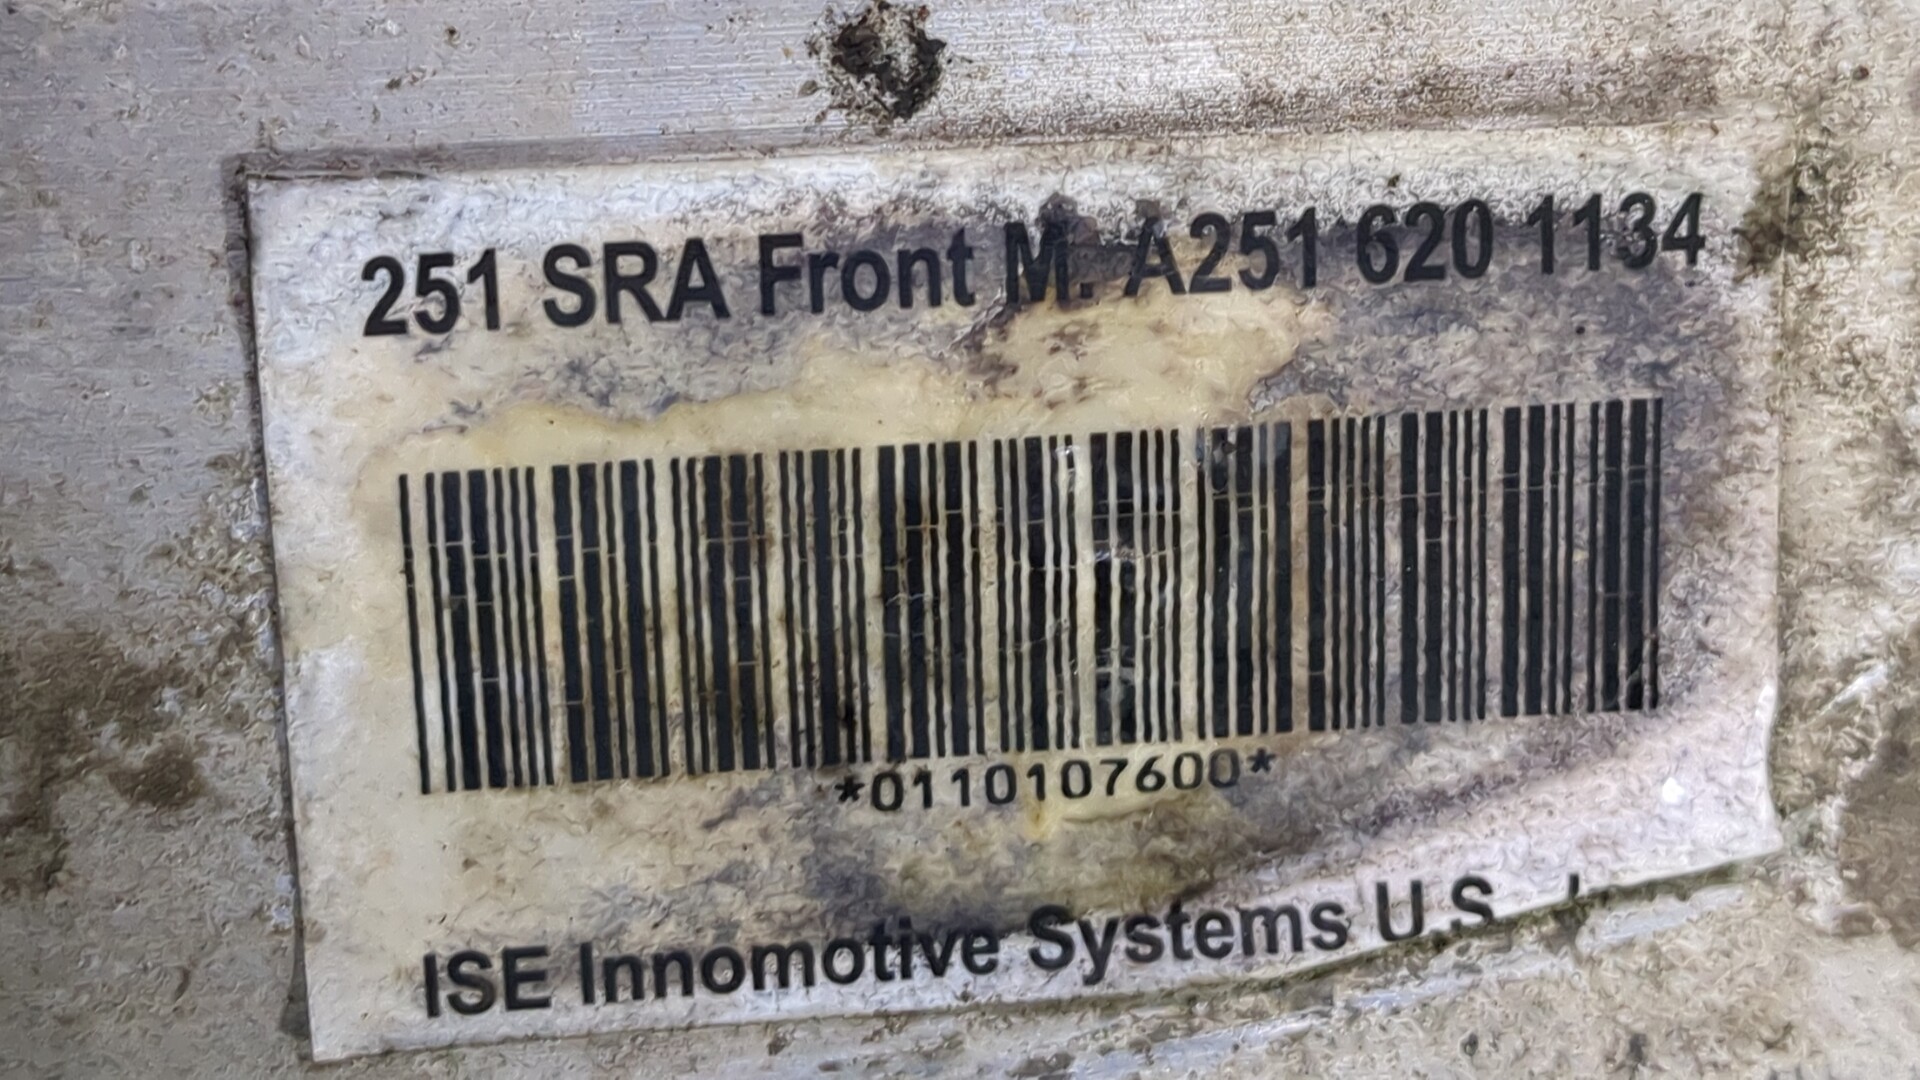 251 SRA Front M. A251 620 1134
*0110107600*
ISE Innomotive Systems U.S.